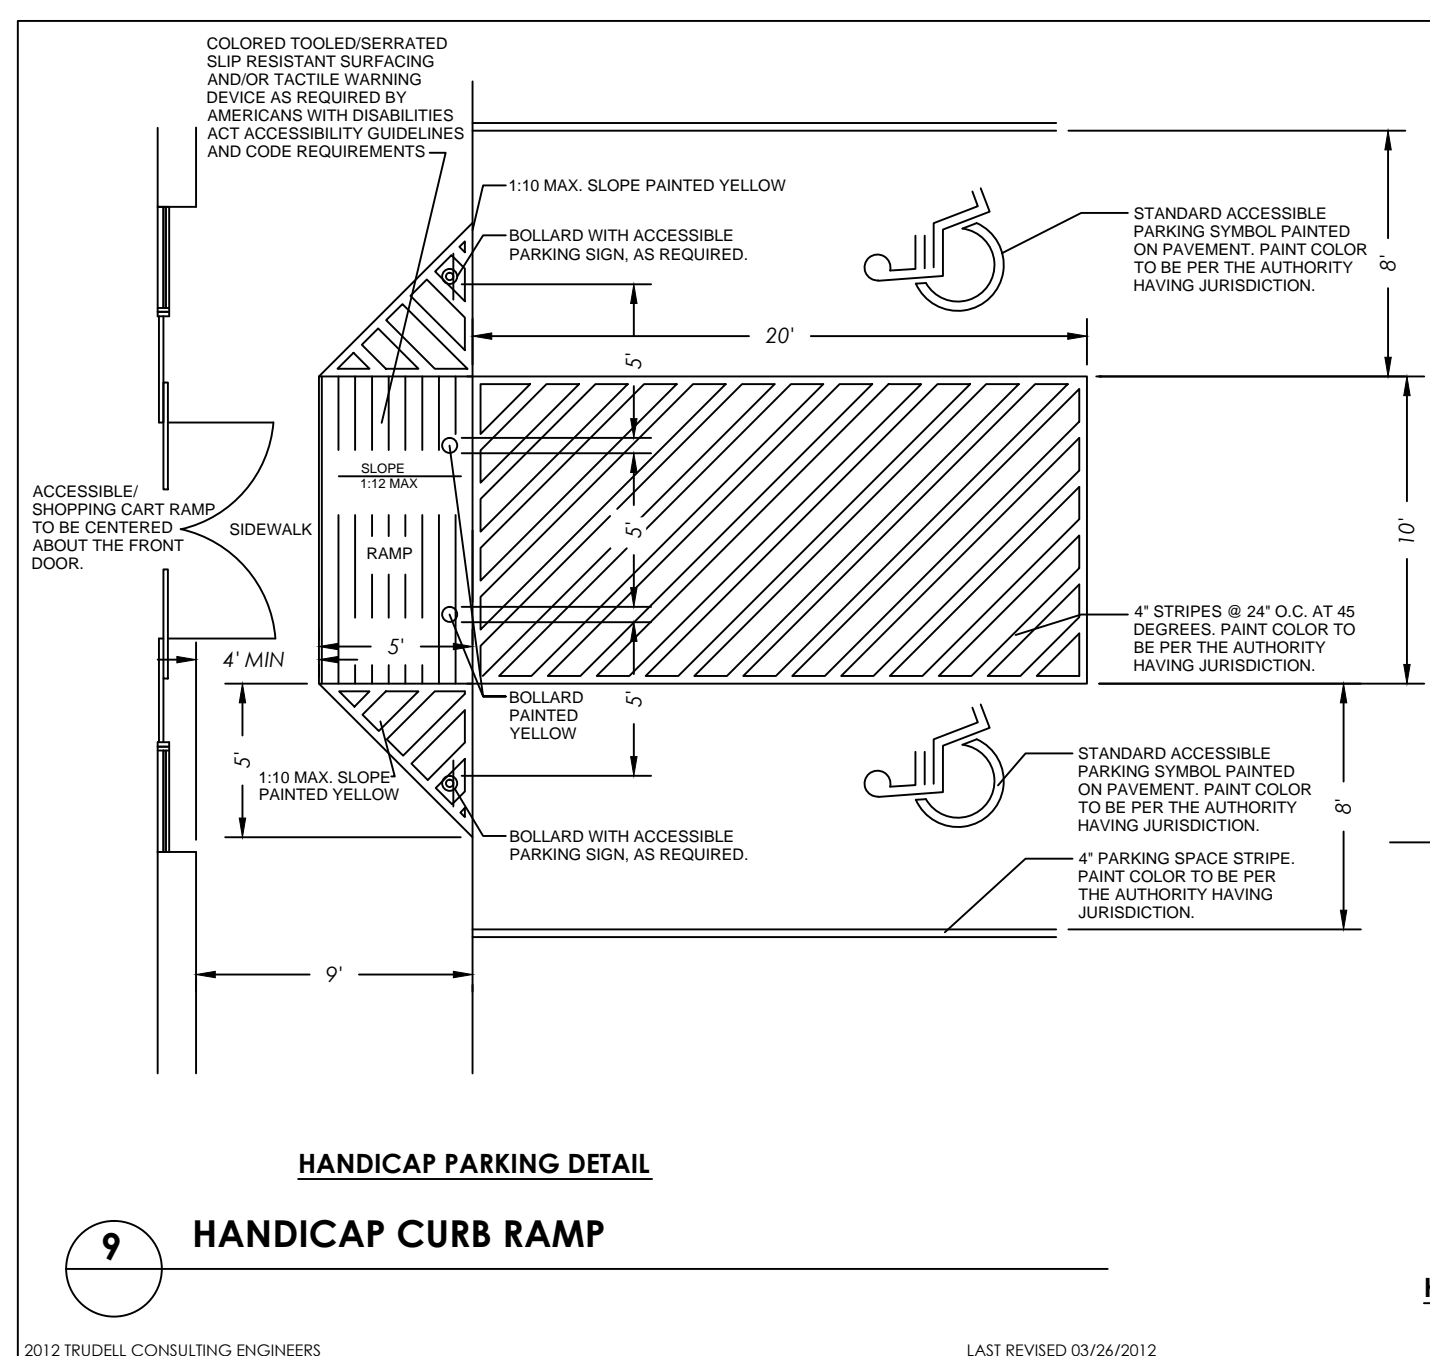 COLORED TOOLED/SERRATED
SLIP RESISTANT SURFACING
AND/OR TACTILE WARNING
DEVICE AS REQUIRED BY
AMERICANS WITH DISABILITIES
ACT ACCESSIBILITY GUIDELINES
AND CODE REQUIREMENTS
1:10 MAX. SLOPE PAINTED YELLOW
BOLLARD WITH ACCESSIBLE
PARKING SIGN, AS REQUIRED.
STANDARD ACCESSIBLE
PARKING SYMBOL PAINTED
ON PAVEMENT. PAINT COLOR
TO BE PER THE AUTHORITY
HAVING JURISDICTION.
8'
20'
5'
SLOPE
1:12 MAX
ACCESSIBLE/
SHOPPING CART RAMP
TO BE CENTERED
ABOUT THE FRONT
DOOR.
SIDEWALK
RAMP
5'
10'
4" STRIPES @ 24" O.C. AT 45
DEGREES. PAINT COLOR TO
BE PER THE AUTHORITY
HAVING JURISDICTION.
4' MIN
5'
5'
BOLLARD
PAINTED
YELLOW
5'
1:10 MAX. SLOPE
PAINTED YELLOW
STANDARD ACCESSIBLE
PARKING SYMBOL PAINTED
ON PAVEMENT. PAINT COLOR
TO BE PER THE AUTHORITY
HAVING JURISDICTION.
8'
BOLLARD WITH ACCESSIBLE
PARKING SIGN, AS REQUIRED.
4" PARKING SPACE STRIPE.
PAINT COLOR TO BE PER
THE AUTHORITY HAVING
JURISDICTION.
9'
HANDICAP PARKING DETAIL
9
HANDICAP CURB RAMP
2012 TRUDELL CONSULTING ENGINEERS
LAST REVISED 03/26/2012